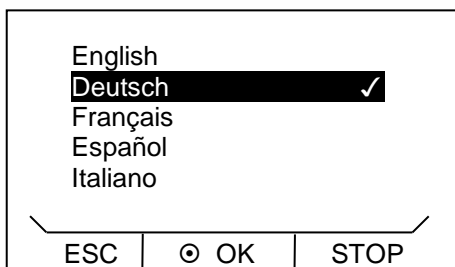 English
Deutsch ✓
Français
Español
Italiano
ESC ⊙ OK STOP